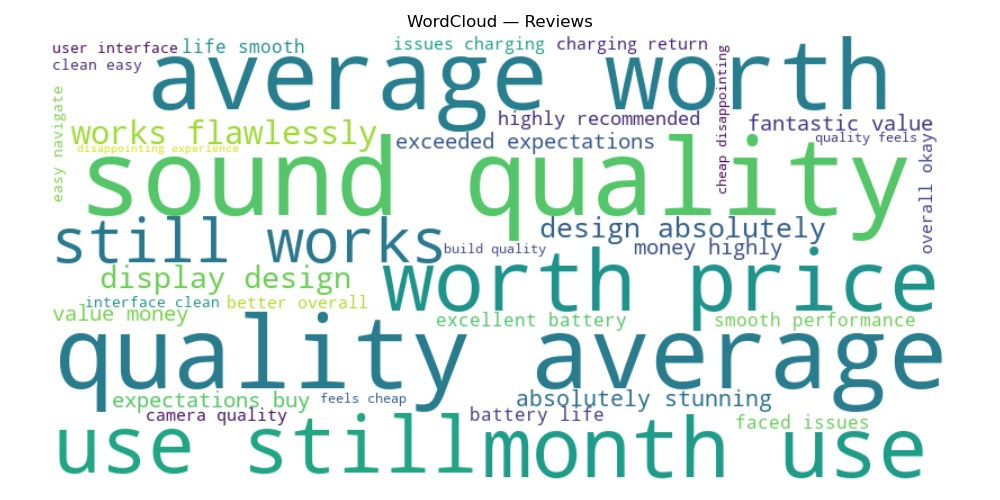 WordCloud — Reviews
user interface
life smooth
issues charging
charging return
clean easy
average worth
cheap disappointing
easy navigate
works flawlessly
highly recommended
fantastic value
exceeded expectations
quality feels
disappointing experience
sound quality
overall okay
still works
design absolutely
build quality
money highly
display design
worth price
interface clean
better overall
value money
excellent battery
smooth performance
quality average
expectations buy
feels cheap
absolutely stunning
camera quality
battery life
faced issues
use still
month use